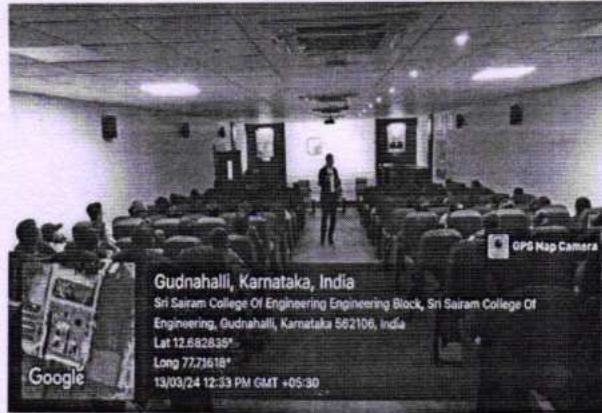 GPS Map Camera
Gudnahalli, Karnataka, India
Sri Sairam College Of Engineering Engineering Block, Sri Sairam College Of
Engineering, Gudnahalli, Karnataka 562106, India
Lat 12.682835°
Long 77.71618°
13/03/24 12:33 PM GMT +05:30
Google